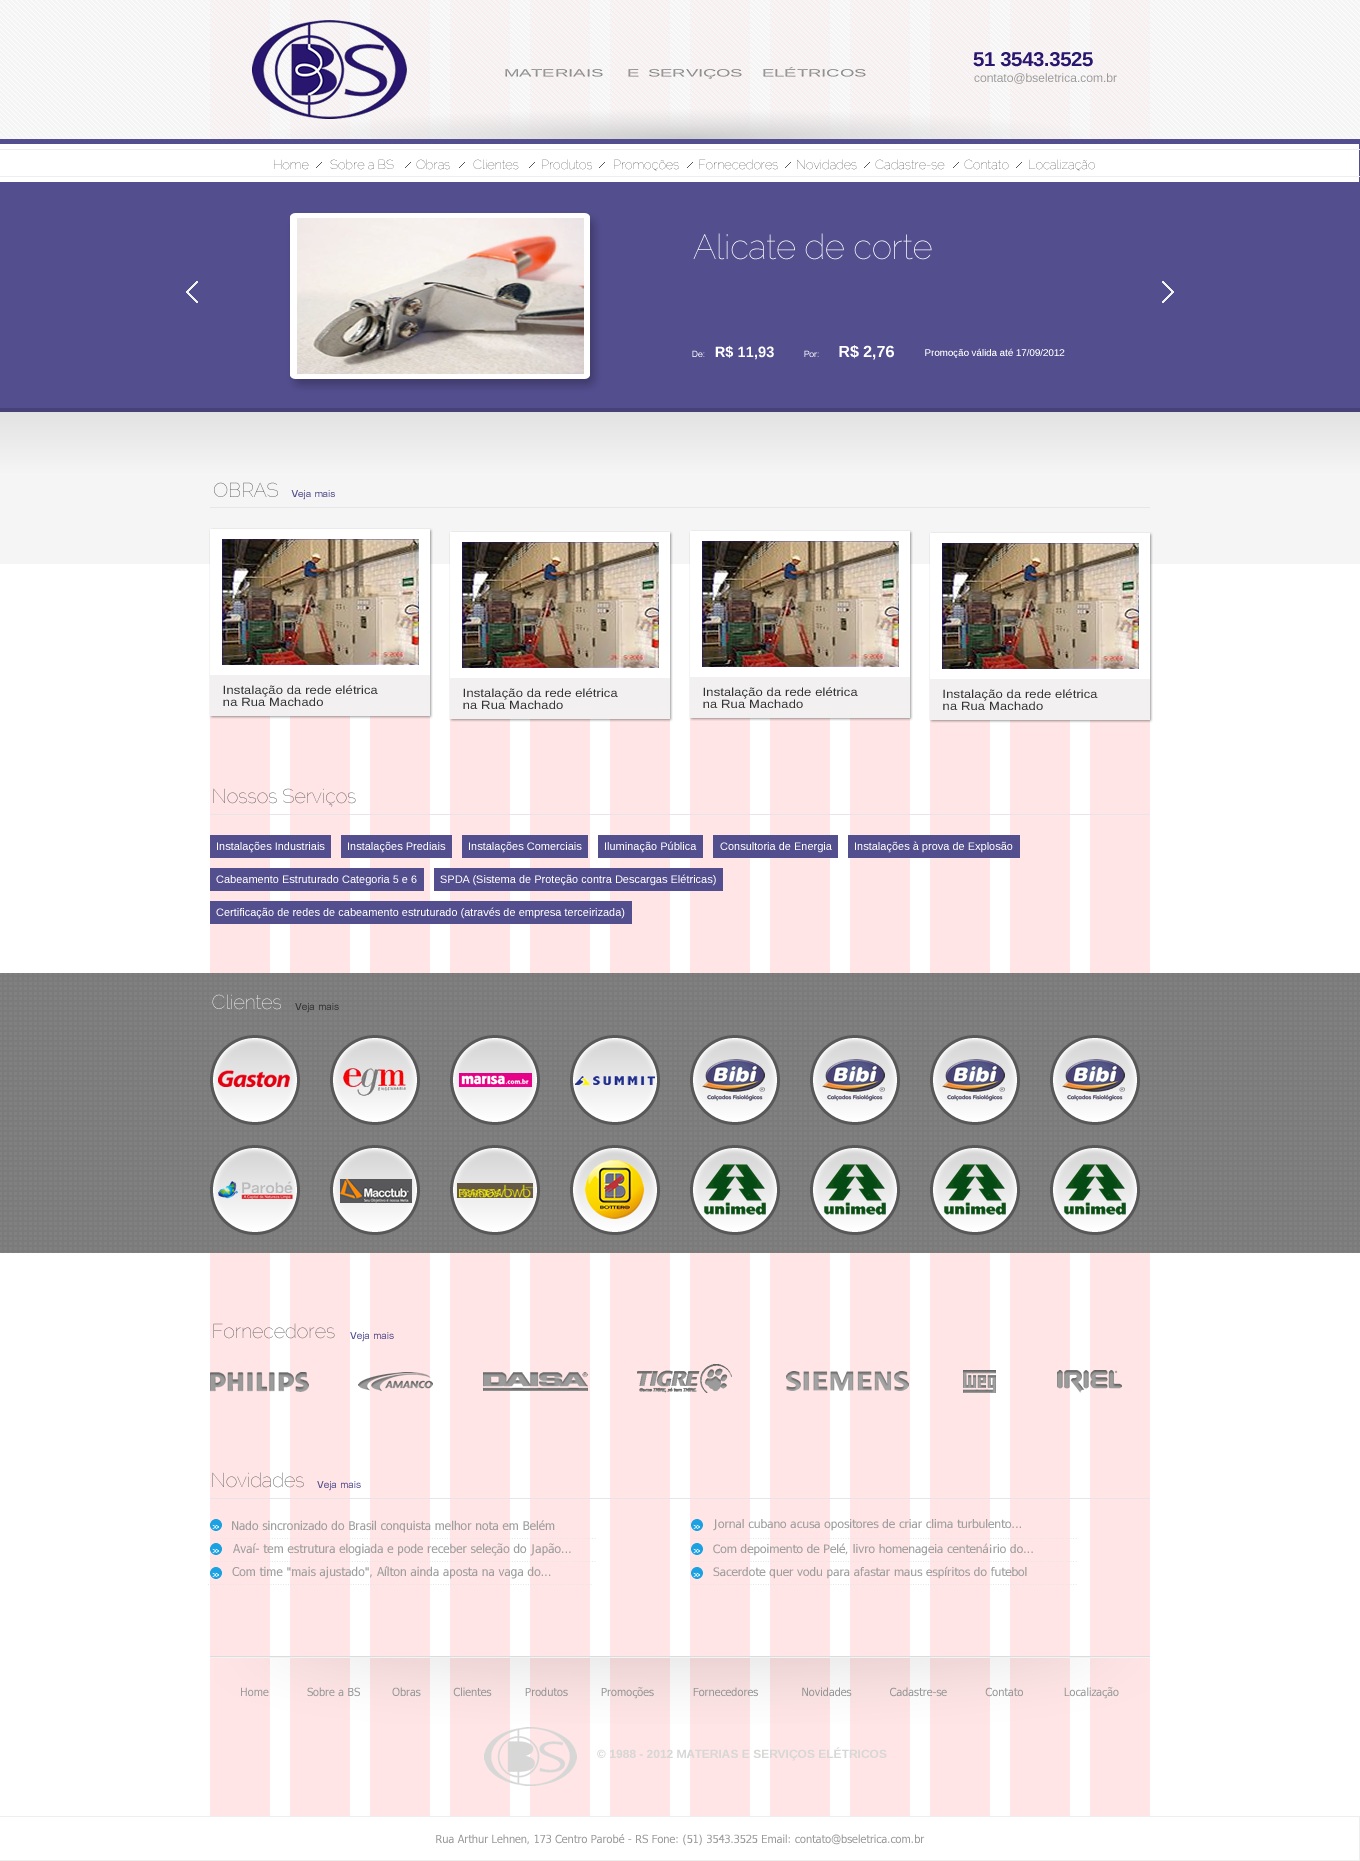 BS
MATERIAIS E SERVIÇOS ELÉTRICOS
51 3543.3525
contato@bseletrica.com.br
Home / Sobre a BS / Obras / Clientes / Produtos / Promoções / Fornecedores / Novidades / Cadastre-se / Contato / Localização
Alicate de corte
De: R$ 11,93 Por: R$ 2,76 Promoção válida até 17/09/2012
OBRAS Veja mais
Instalação da rede elétrica
na Rua Machado
Instalação da rede elétrica
na Rua Machado
Instalação da rede elétrica
na Rua Machado
Instalação da rede elétrica
na Rua Machado
Nossos Serviços
Instalações Industriais Instalações Prediais Instalações Comerciais Iluminação Pública Consultoria de Energia Instalações à prova de Explosão
Cabeamento Estruturado Categoria 5 e 6 SPDA (Sistema de Proteção contra Descargas Elétricas)
Certificação de redes de cabeamento estruturado (através de empresa terceirizada)
Clientes Veja mais
Gaston
egm
ENGENHARIA
marisa.com.br
SUMMIT
Bibi
Calçados Fisiológicos
Bibi
Calçados Fisiológicos
Bibi
Calçados Fisiológicos
Bibi
Calçados Fisiológicos
Parobé
Macctub
bwb
BOTTERO
unimed
unimed
unimed
unimed
Fornecedores Veja mais
PHILIPS AMANCO DAISA TIGRE SIEMENS WEG IRIEL
Novidades Veja mais
Nado sincronizado do Brasil conquista melhor nota em Belém
Avaí- tem estrutura elogiada e pode receber seleção do Japão...
Com time "mais ajustado", Aílton ainda aposta na vaga do...
Jornal cubano acusa opositores de criar clima turbulento...
Com depoimento de Pelé, livro homenageia centenáirio do...
Sacerdote quer vodu para afastar maus espíritos do futebol
Home Sobre a BS Obras Clientes Produtos Promoções Fornecedores Novidades Cadastre-se Contato Localização
BS
© 1988 - 2012 MATERIAS E SERVIÇOS ELÉTRICOS
Rua Arthur Lehnen, 173 Centro Parobé - RS Fone: (51) 3543.3525 Email: contato@bseletrica.com.br